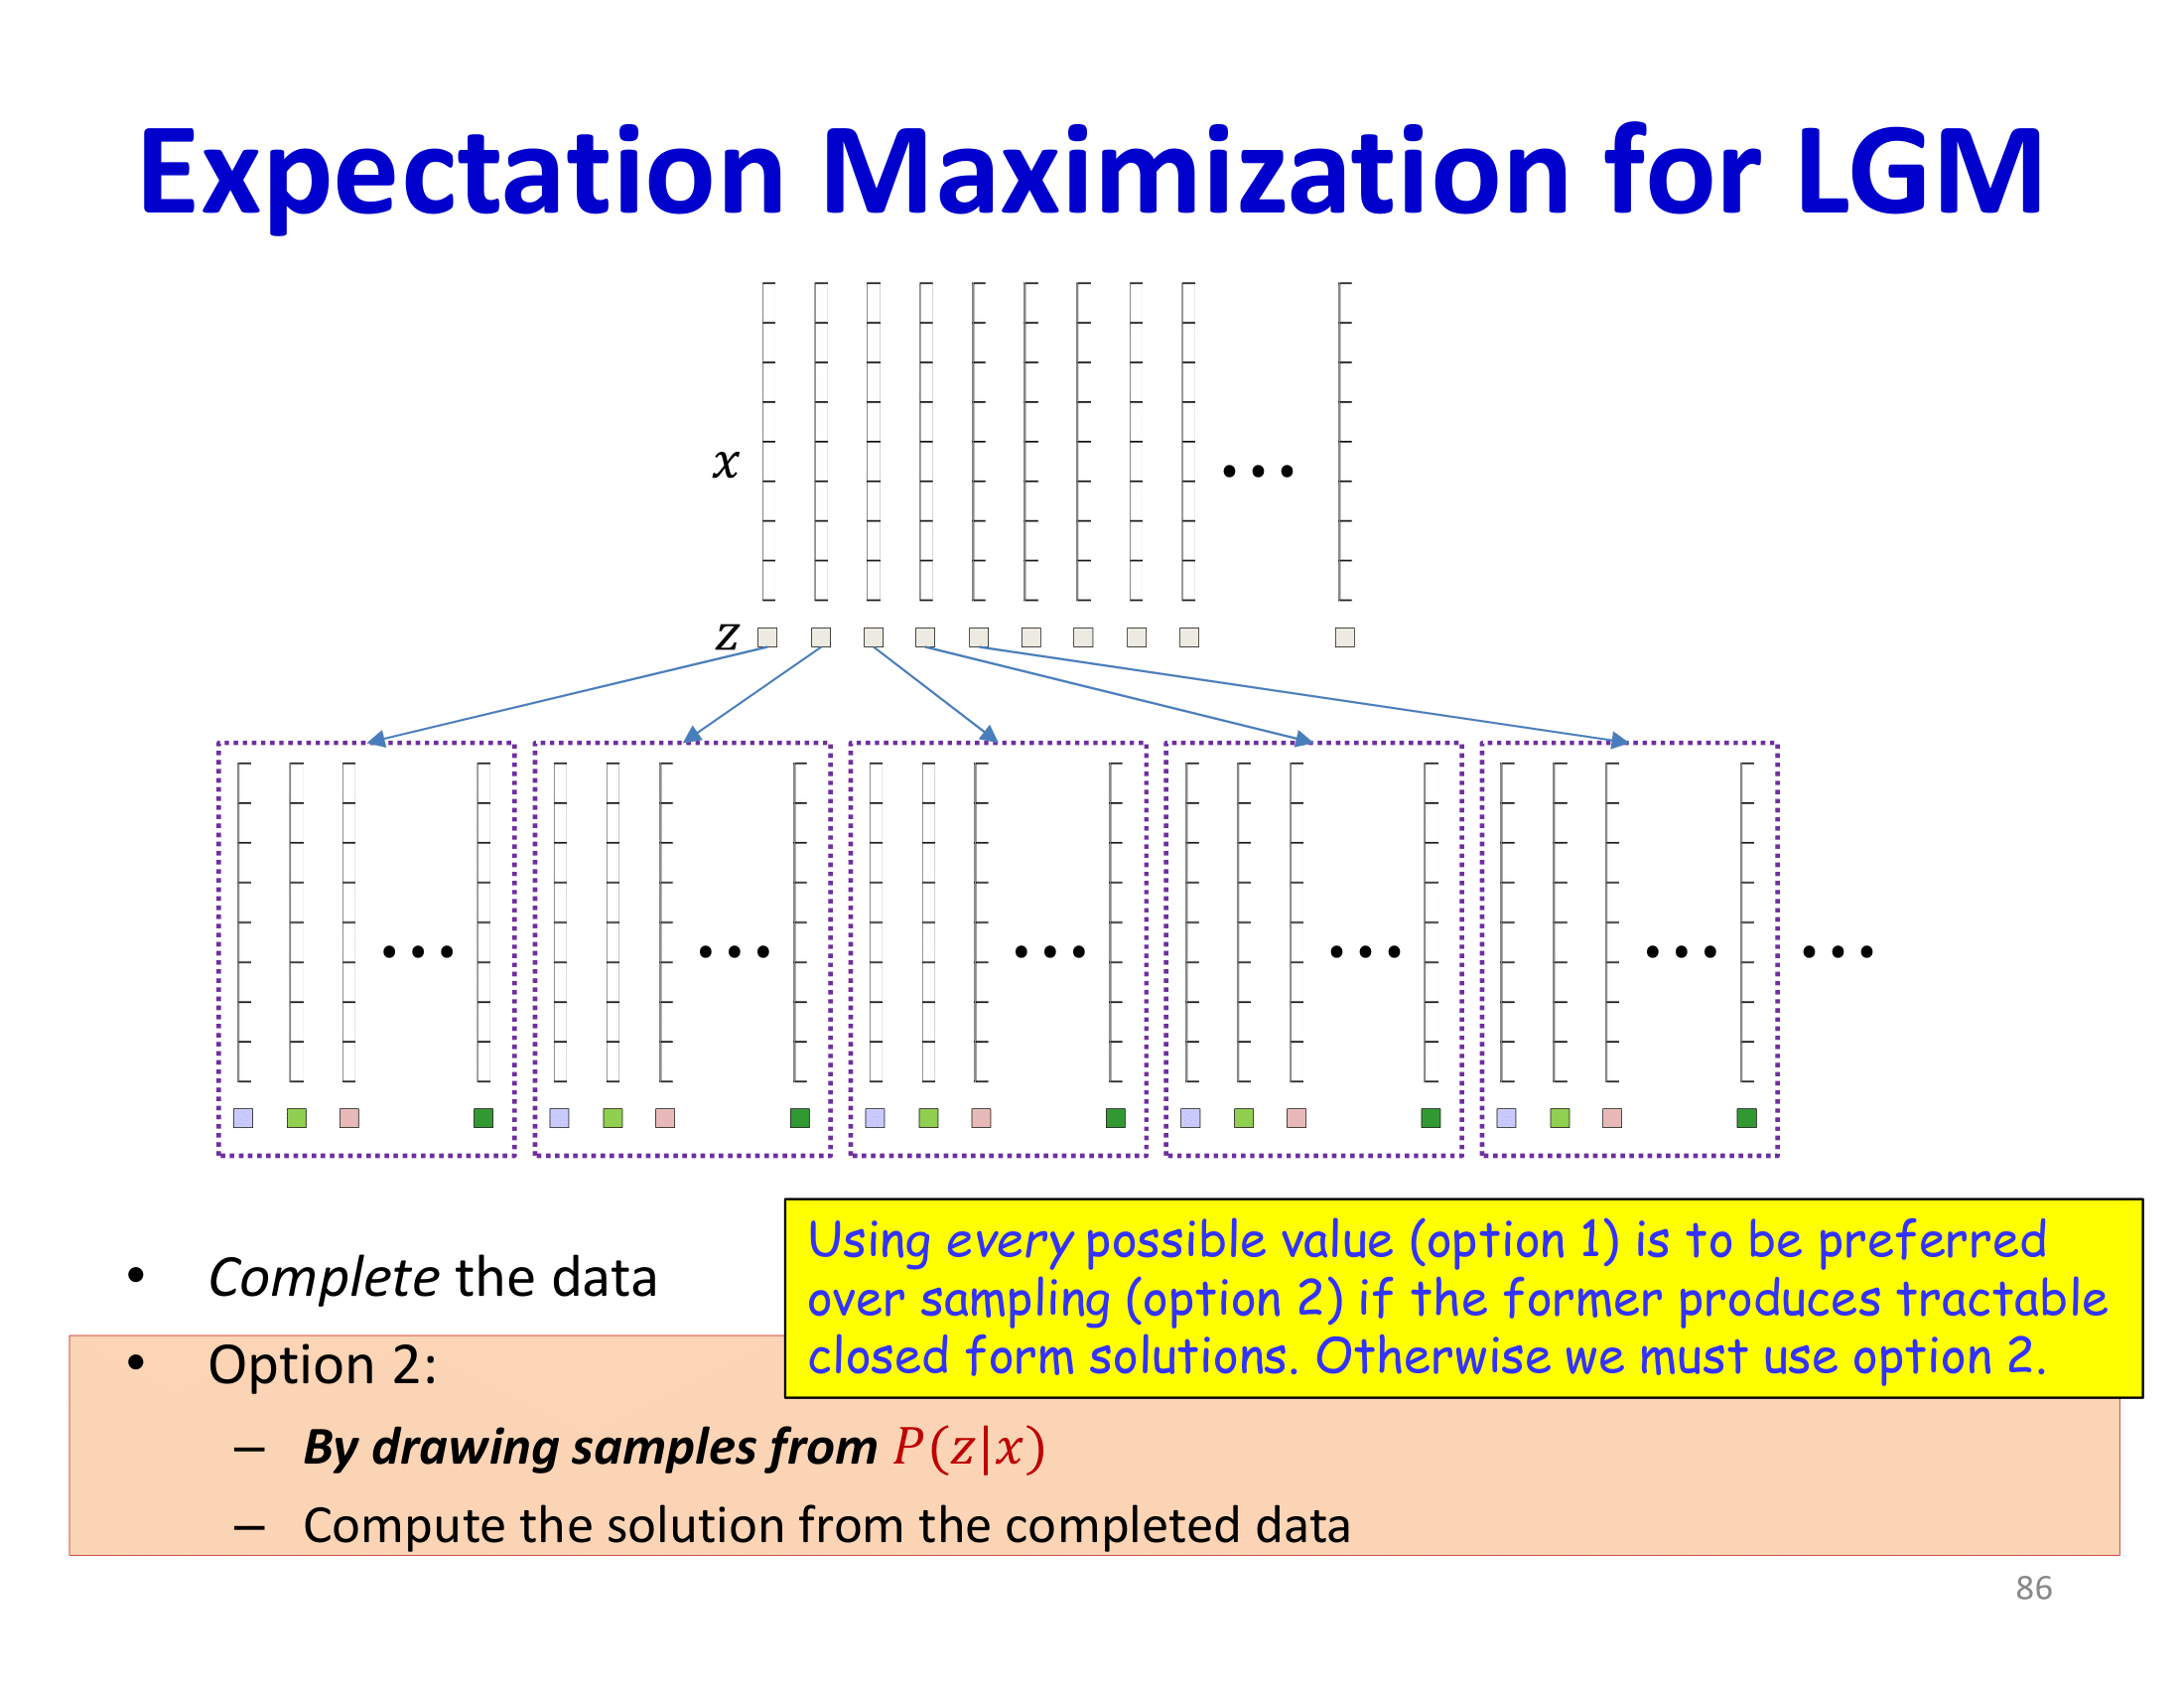 Expectation Maximization for LGM
x
...
z
... ... ... ... ... ...
• Complete the data
Using every possible value (option 1) is to be preferred
over sampling (option 2) if the former produces tractable
closed form solutions. Otherwise we must use option 2.
• Option 2:
– By drawing samples from P(z|x)
– Compute the solution from the completed data
86